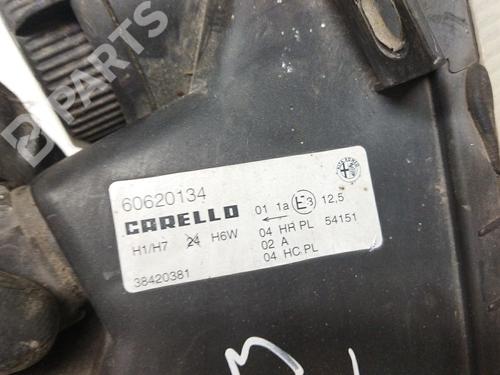 60620134
CARELLO
H1/H7 24 H6W
38420381
01 1a E3 12,5
04 HR PL 54151
02 A
04 HC PL
B-PARTS